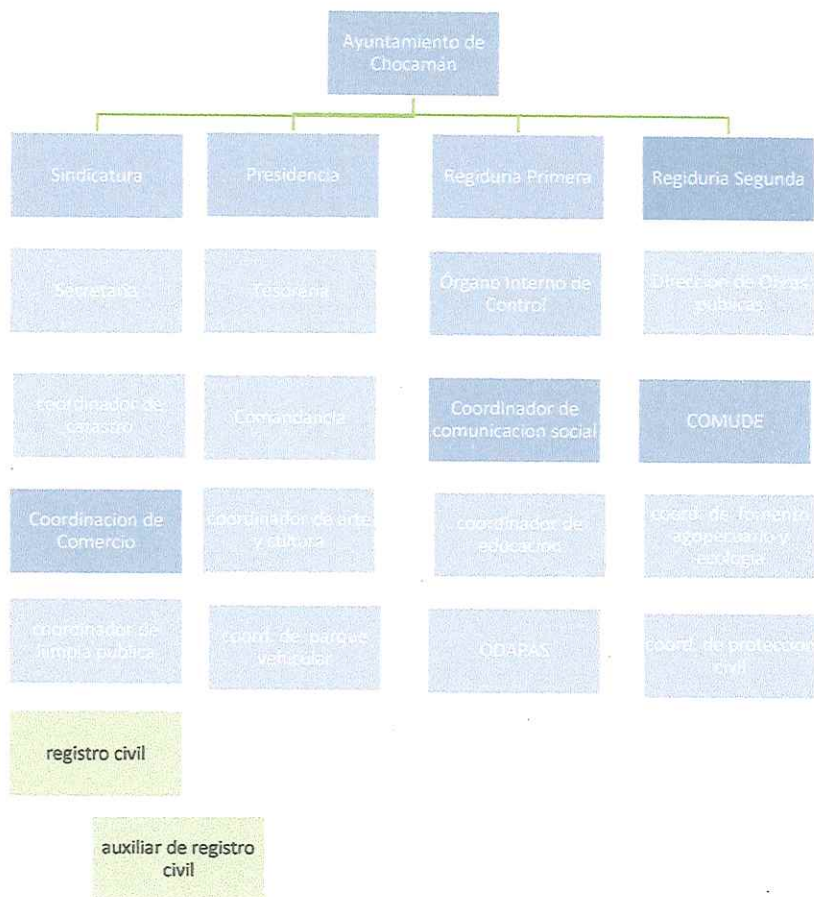 Ayuntamiento de
Chocamán
Sindicatura
Presidencia
Regiduria Primera
Regiduria Segunda
Secretaria
Tesoreria
Órgano Interno de
Control
Direccion de Obras
publicas
coordinador de
catastro
Comandancia
Coordinador de
comunicacion social
COMUDE
Coordinacion de
Comercio
coordinador de arte
y cultura
coordinador de
educación
coord. de fomento
agopecuario y
ecologia
coordinador de
limpia publica
coord. de parque
vehicular
ODAPAS
coord. de proteccion
civil
registro civil
auxiliar de registro
civil